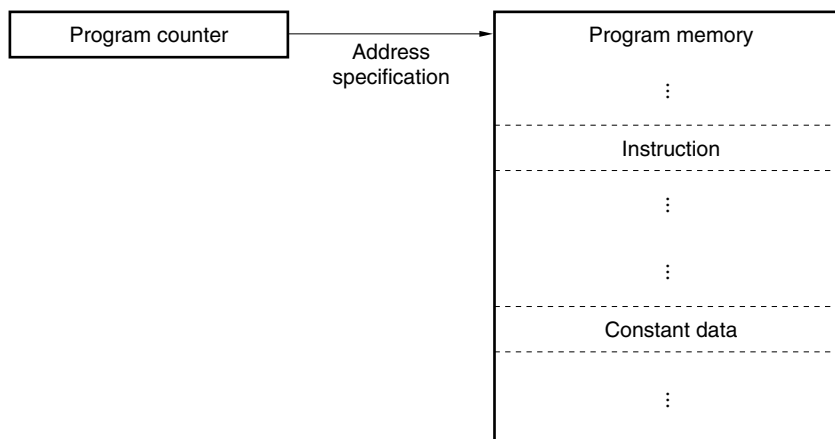 Program counter
Address
specification
Program memory
⋮
Instruction
⋮
⋮
Constant data
⋮